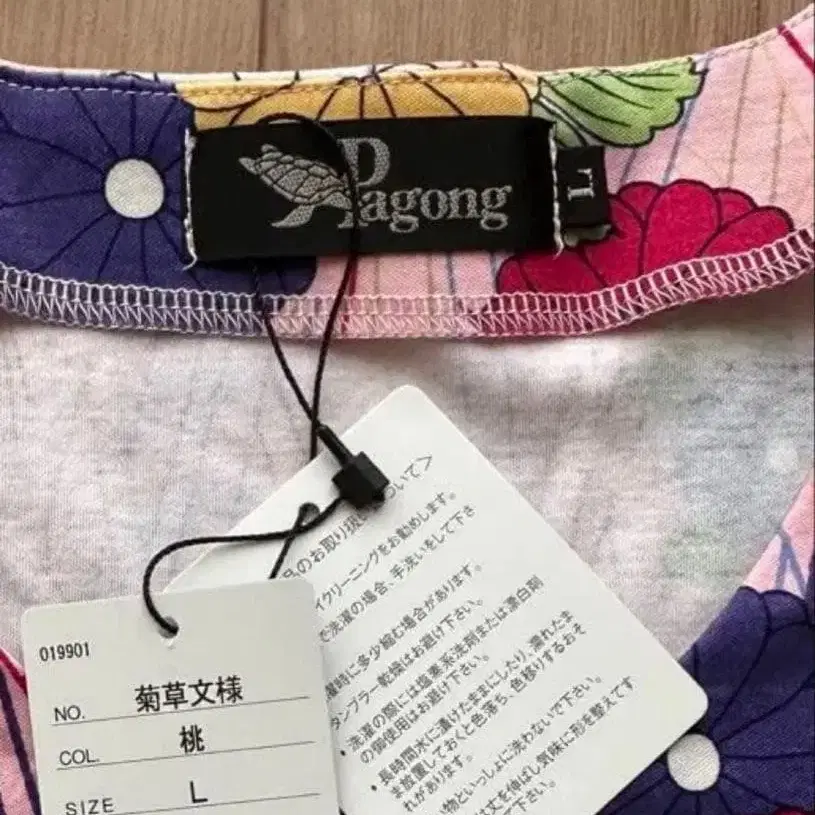 Pagong
L
のお取り扱いについて＞
イクリーニングをお勧めします。
で洗濯の場合、手洗いをして下さ
濯時に多少縮む場合があります。
タンブラー乾燥はお避け下さい。
・洗濯の際には塩素系洗剤または漂白剤
の御使用はお避け下さい。
・長時間水に漬けたままにしたり、濡れたま
ま放置しておくと色落ち、色移りするおそ
れがあります。
物といっしょに洗わないで下さい。
は丈を伸ばし気味に形を整えて干
て下さい。
019901
NO. 菊草文様
COL. 桃
SIZE L